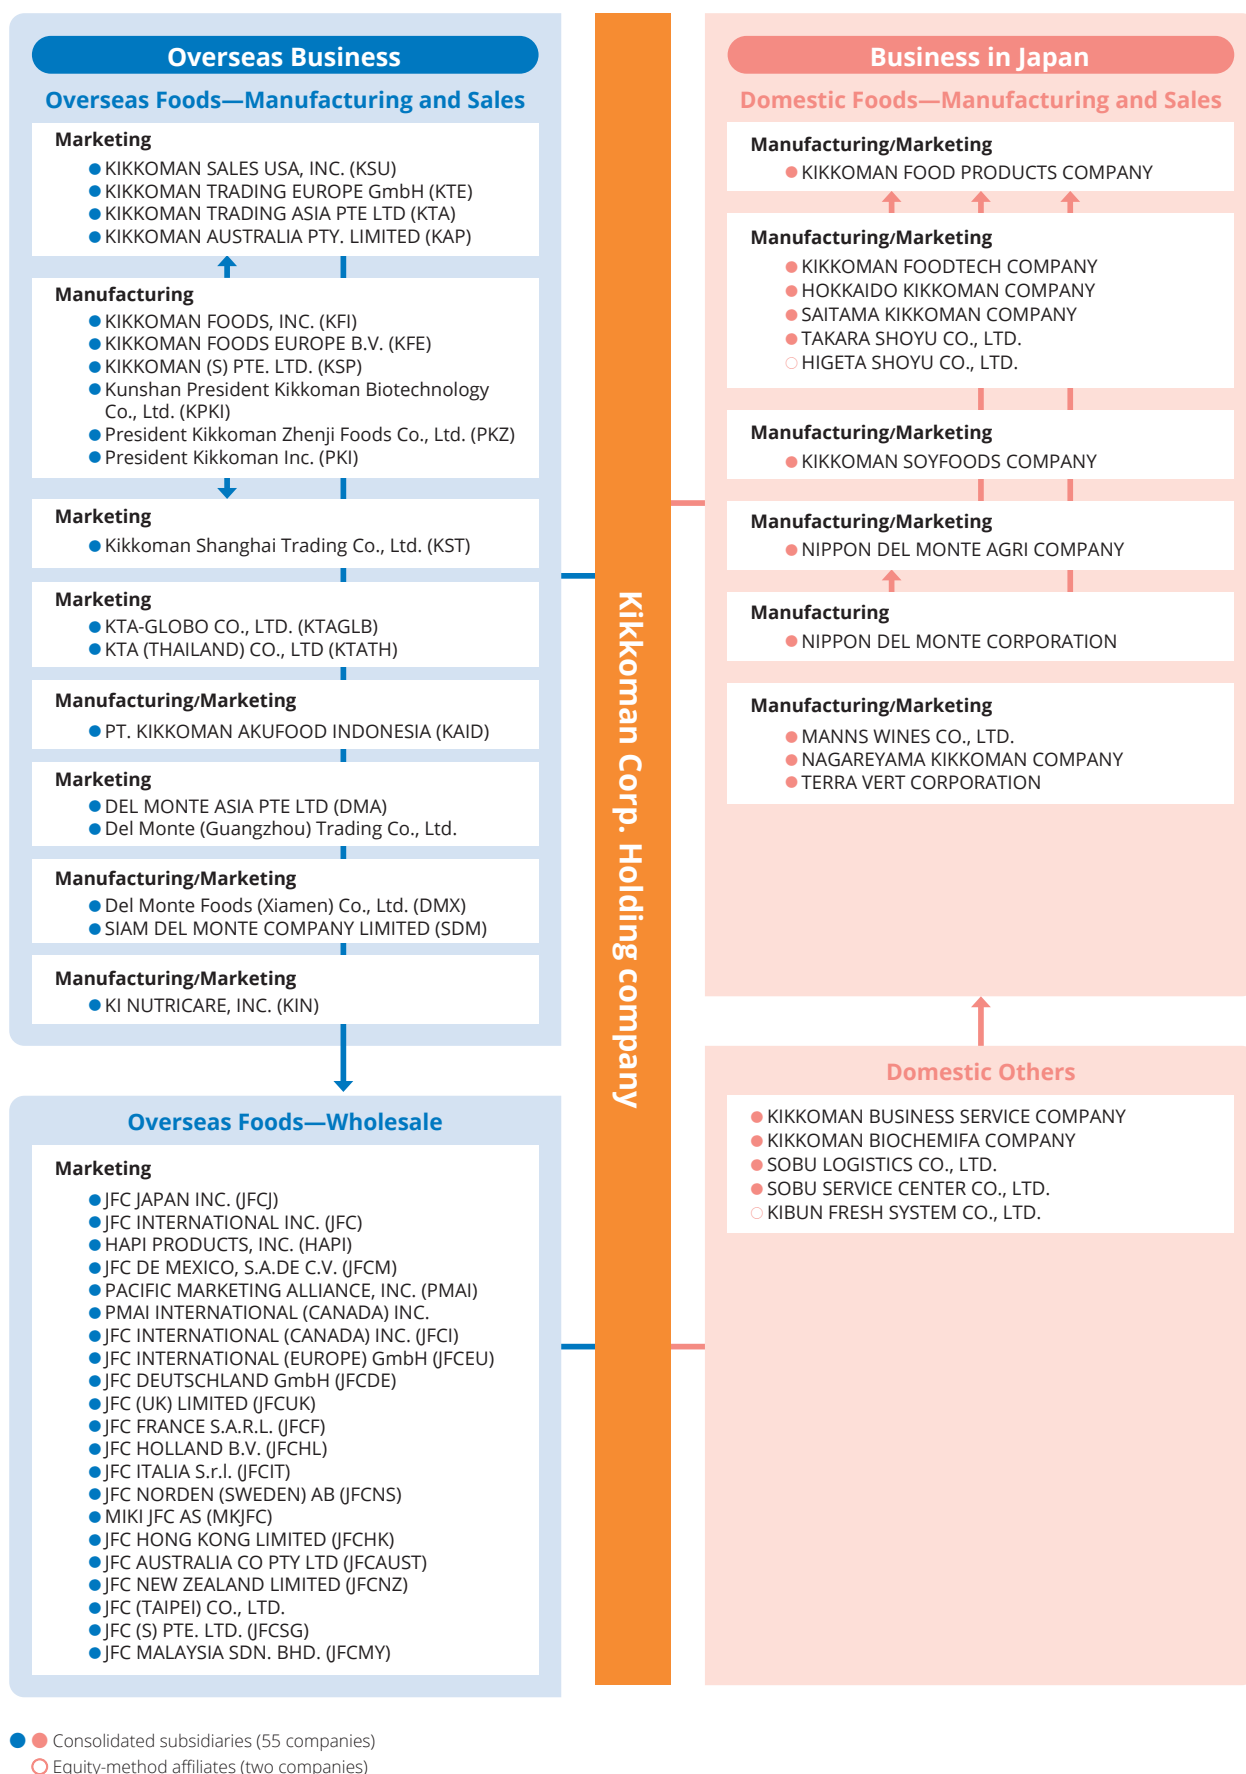 Overseas Business
Overseas Foods—Manufacturing and Sales
Marketing
KIKKOMAN SALES USA, INC. (KSU)
KIKKOMAN TRADING EUROPE GmbH (KTE)
KIKKOMAN TRADING ASIA PTE LTD (KTA)
KIKKOMAN AUSTRALIA PTY. LIMITED (KAP)
Manufacturing
KIKKOMAN FOODS, INC. (KFI)
KIKKOMAN FOODS EUROPE B.V. (KFE)
KIKKOMAN (S) PTE. LTD. (KSP)
Kunshan President Kikkoman Biotechnology
Co., Ltd. (KPKI)
President Kikkoman Zhenji Foods Co., Ltd. (PKZ)
President Kikkoman Inc. (PKI)
Marketing
Kikkoman Shanghai Trading Co., Ltd. (KST)
Marketing
KTA-GLOBO CO., LTD. (KTAGLB)
KTA (THAILAND) CO., LTD (KTATH)
Manufacturing/Marketing
PT. KIKKOMAN AKUFOOD INDONESIA (KAID)
Marketing
DEL MONTE ASIA PTE LTD (DMA)
Del Monte (Guangzhou) Trading Co., Ltd.
Manufacturing/Marketing
Del Monte Foods (Xiamen) Co., Ltd. (DMX)
SIAM DEL MONTE COMPANY LIMITED (SDM)
Manufacturing/Marketing
KI NUTRICARE, INC. (KIN)
Overseas Foods—Wholesale
Marketing
JFC JAPAN INC. (JFCJ)
JFC INTERNATIONAL INC. (JFC)
HAPI PRODUCTS, INC. (HAPI)
JFC DE MEXICO, S.A.DE C.V. (JFCM)
PACIFIC MARKETING ALLIANCE, INC. (PMAI)
PMAI INTERNATIONAL (CANADA) INC.
JFC INTERNATIONAL (CANADA) INC. (JFCI)
JFC INTERNATIONAL (EUROPE) GmbH (JFCEU)
JFC DEUTSCHLAND GmbH (JFCDE)
JFC (UK) LIMITED (JFCUK)
JFC FRANCE S.A.R.L. (JFCF)
JFC HOLLAND B.V. (JFCHL)
JFC ITALIA S.r.l. (JFCIT)
JFC NORDEN (SWEDEN) AB (JFCNS)
MIKI JFC AS (MKJFC)
JFC HONG KONG LIMITED (JFCHK)
JFC AUSTRALIA CO PTY LTD (JFCAUST)
JFC NEW ZEALAND LIMITED (JFCNZ)
JFC (TAIPEI) CO., LTD.
JFC (S) PTE. LTD. (JFCSG)
JFC MALAYSIA SDN. BHD. (JFCMY)
Kikkoman Corp. Holding company
Business in Japan
Domestic Foods—Manufacturing and Sales
Manufacturing/Marketing
KIKKOMAN FOOD PRODUCTS COMPANY
Manufacturing/Marketing
KIKKOMAN FOODTECH COMPANY
HOKKAIDO KIKKOMAN COMPANY
SAITAMA KIKKOMAN COMPANY
TAKARA SHOYU CO., LTD.
HIGETA SHOYU CO., LTD.
Manufacturing/Marketing
KIKKOMAN SOYFOODS COMPANY
Manufacturing/Marketing
NIPPON DEL MONTE AGRI COMPANY
Manufacturing
NIPPON DEL MONTE CORPORATION
Manufacturing/Marketing
MANNS WINES CO., LTD.
NAGAREYAMA KIKKOMAN COMPANY
TERRA VERT CORPORATION
Domestic Others
KIKKOMAN BUSINESS SERVICE COMPANY
KIKKOMAN BIOCHEMIFA COMPANY
SOBU LOGISTICS CO., LTD.
SOBU SERVICE CENTER CO., LTD.
KIBUN FRESH SYSTEM CO., LTD.
Consolidated subsidiaries (55 companies)
Equity-method affiliates (two companies)